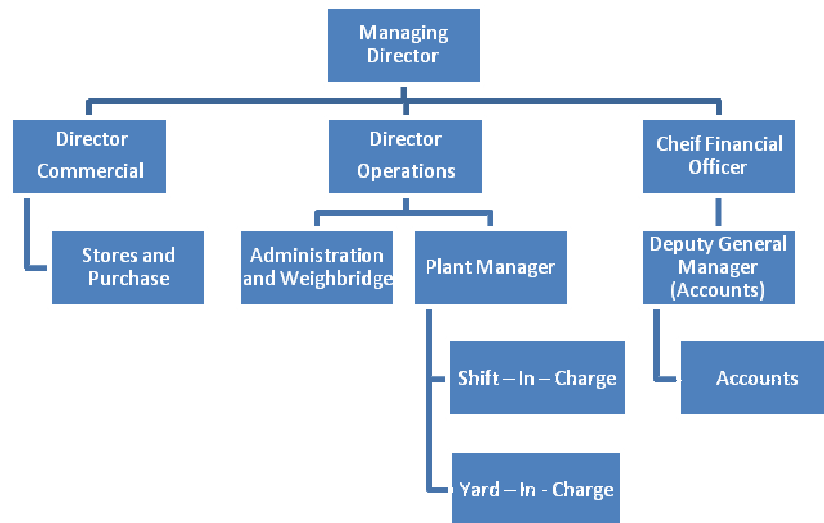 Managing
Director
Director
Commercial
Director
Operations
Cheif Financial
Officer
Stores and
Purchase
Administration
and Weighbridge
Plant Manager
Deputy General
Manager
(Accounts)
Shift – In – Charge
Accounts
Yard – In - Charge